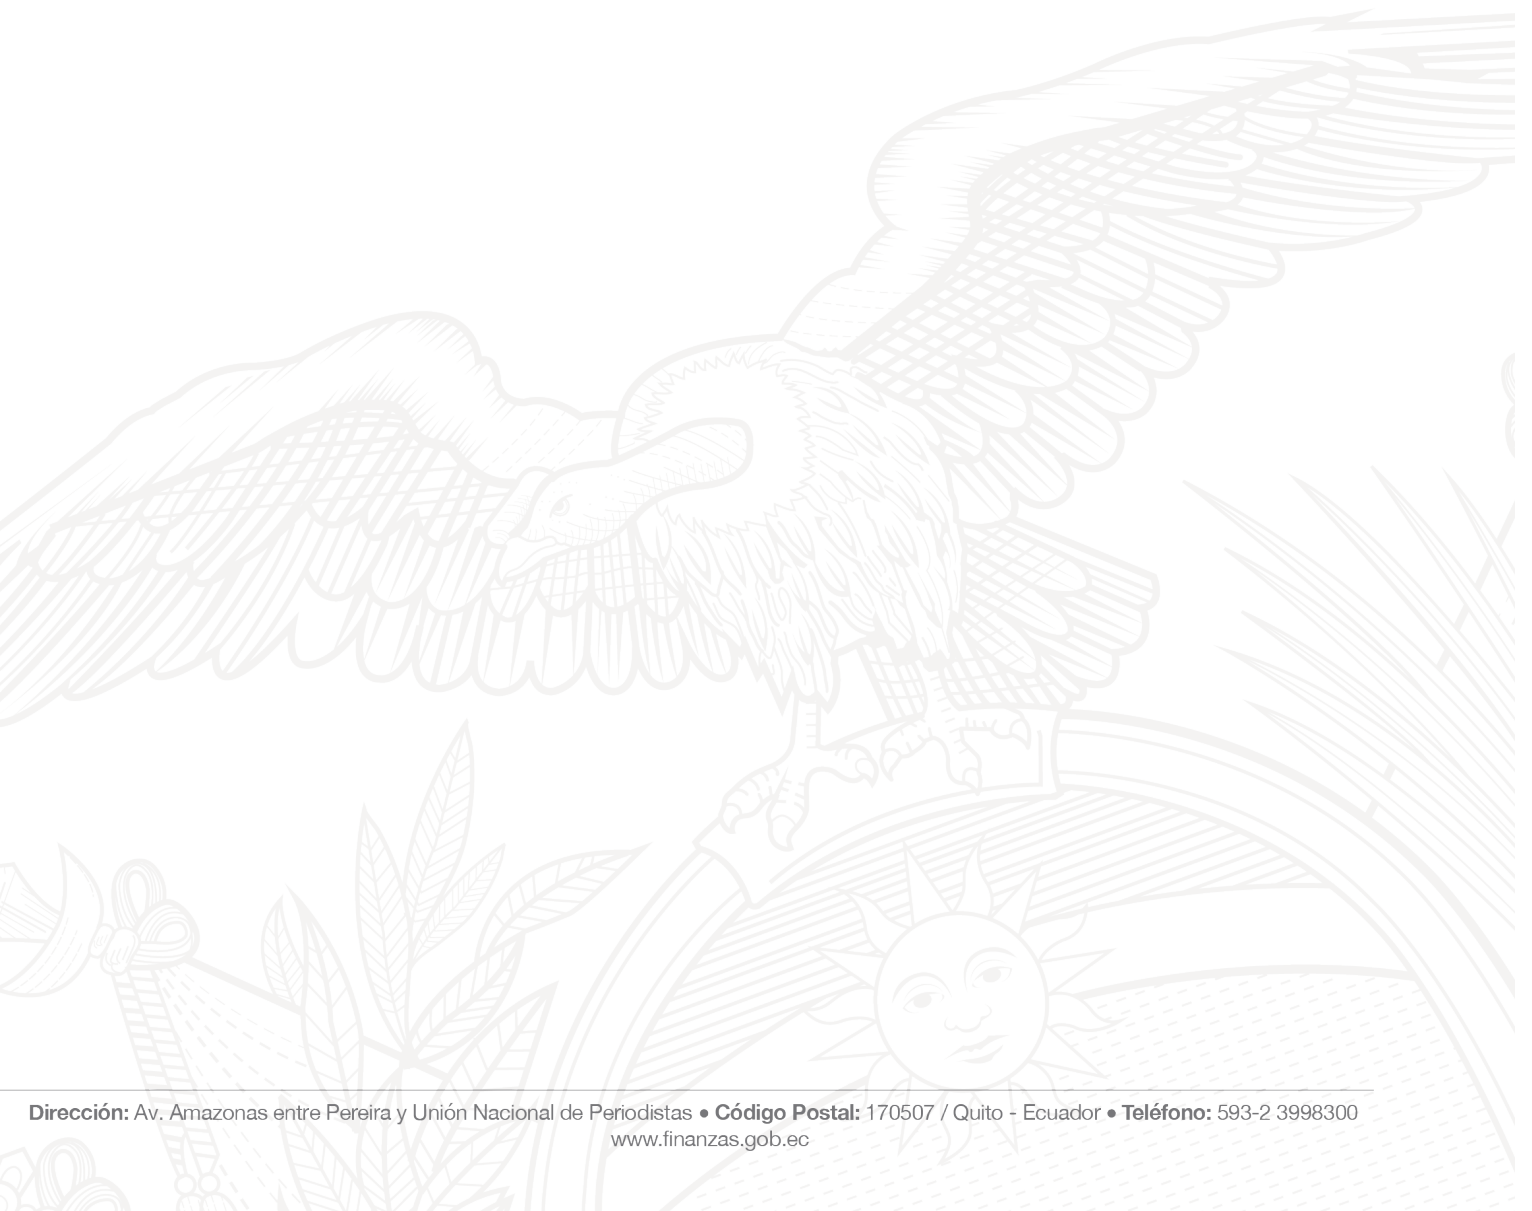 Dirección: Av. Amazonas entre Pereira y Unión Nacional de Periodistas • Código Postal: 170507 / Quito - Ecuador • Teléfono: 593-2 3998300
www.finanzas.gob.ec